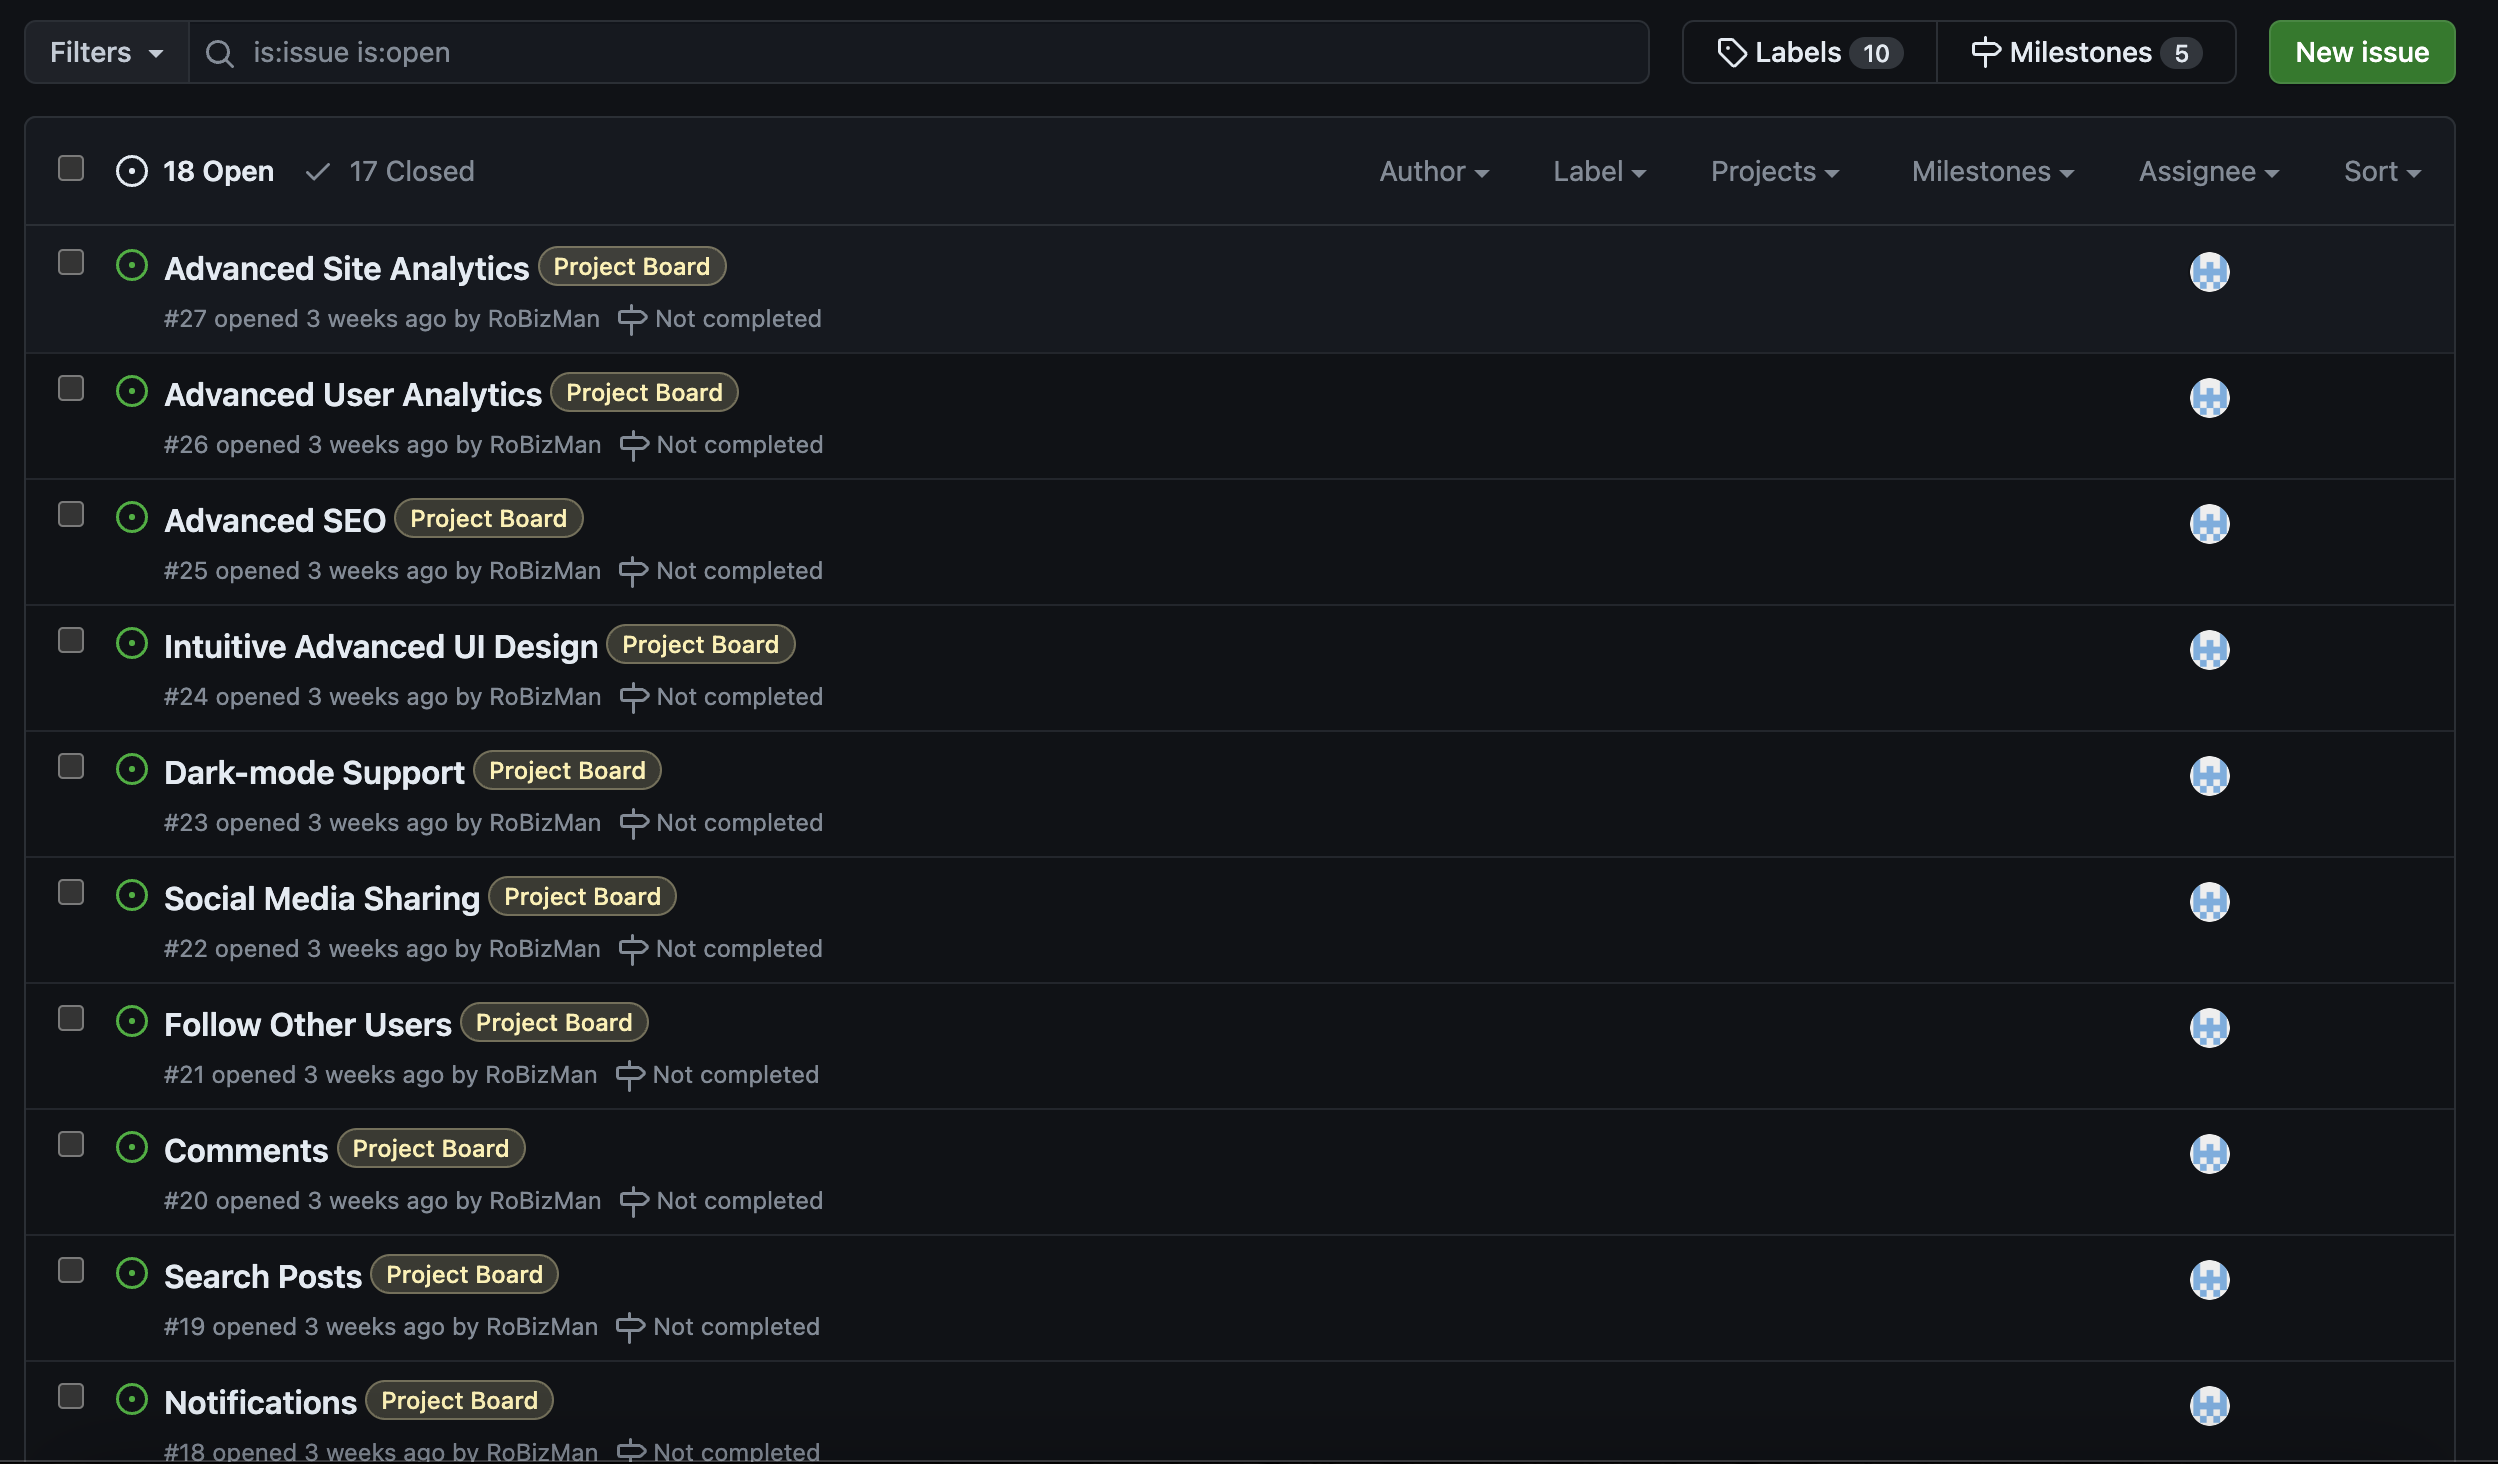 Filters is:issue is:open Labels 10 Milestones 5 New issue
18 Open 17 Closed Author Label Projects Milestones Assignee Sort
Advanced Site Analytics Project Board
#27 opened 3 weeks ago by RoBizMan Not completed
Advanced User Analytics Project Board
#26 opened 3 weeks ago by RoBizMan Not completed
Advanced SEO Project Board
#25 opened 3 weeks ago by RoBizMan Not completed
Intuitive Advanced UI Design Project Board
#24 opened 3 weeks ago by RoBizMan Not completed
Dark-mode Support Project Board
#23 opened 3 weeks ago by RoBizMan Not completed
Social Media Sharing Project Board
#22 opened 3 weeks ago by RoBizMan Not completed
Follow Other Users Project Board
#21 opened 3 weeks ago by RoBizMan Not completed
Comments Project Board
#20 opened 3 weeks ago by RoBizMan Not completed
Search Posts Project Board
#19 opened 3 weeks ago by RoBizMan Not completed
Notifications Project Board
#18 opened 3 weeks ago by RoBizMan Not completed